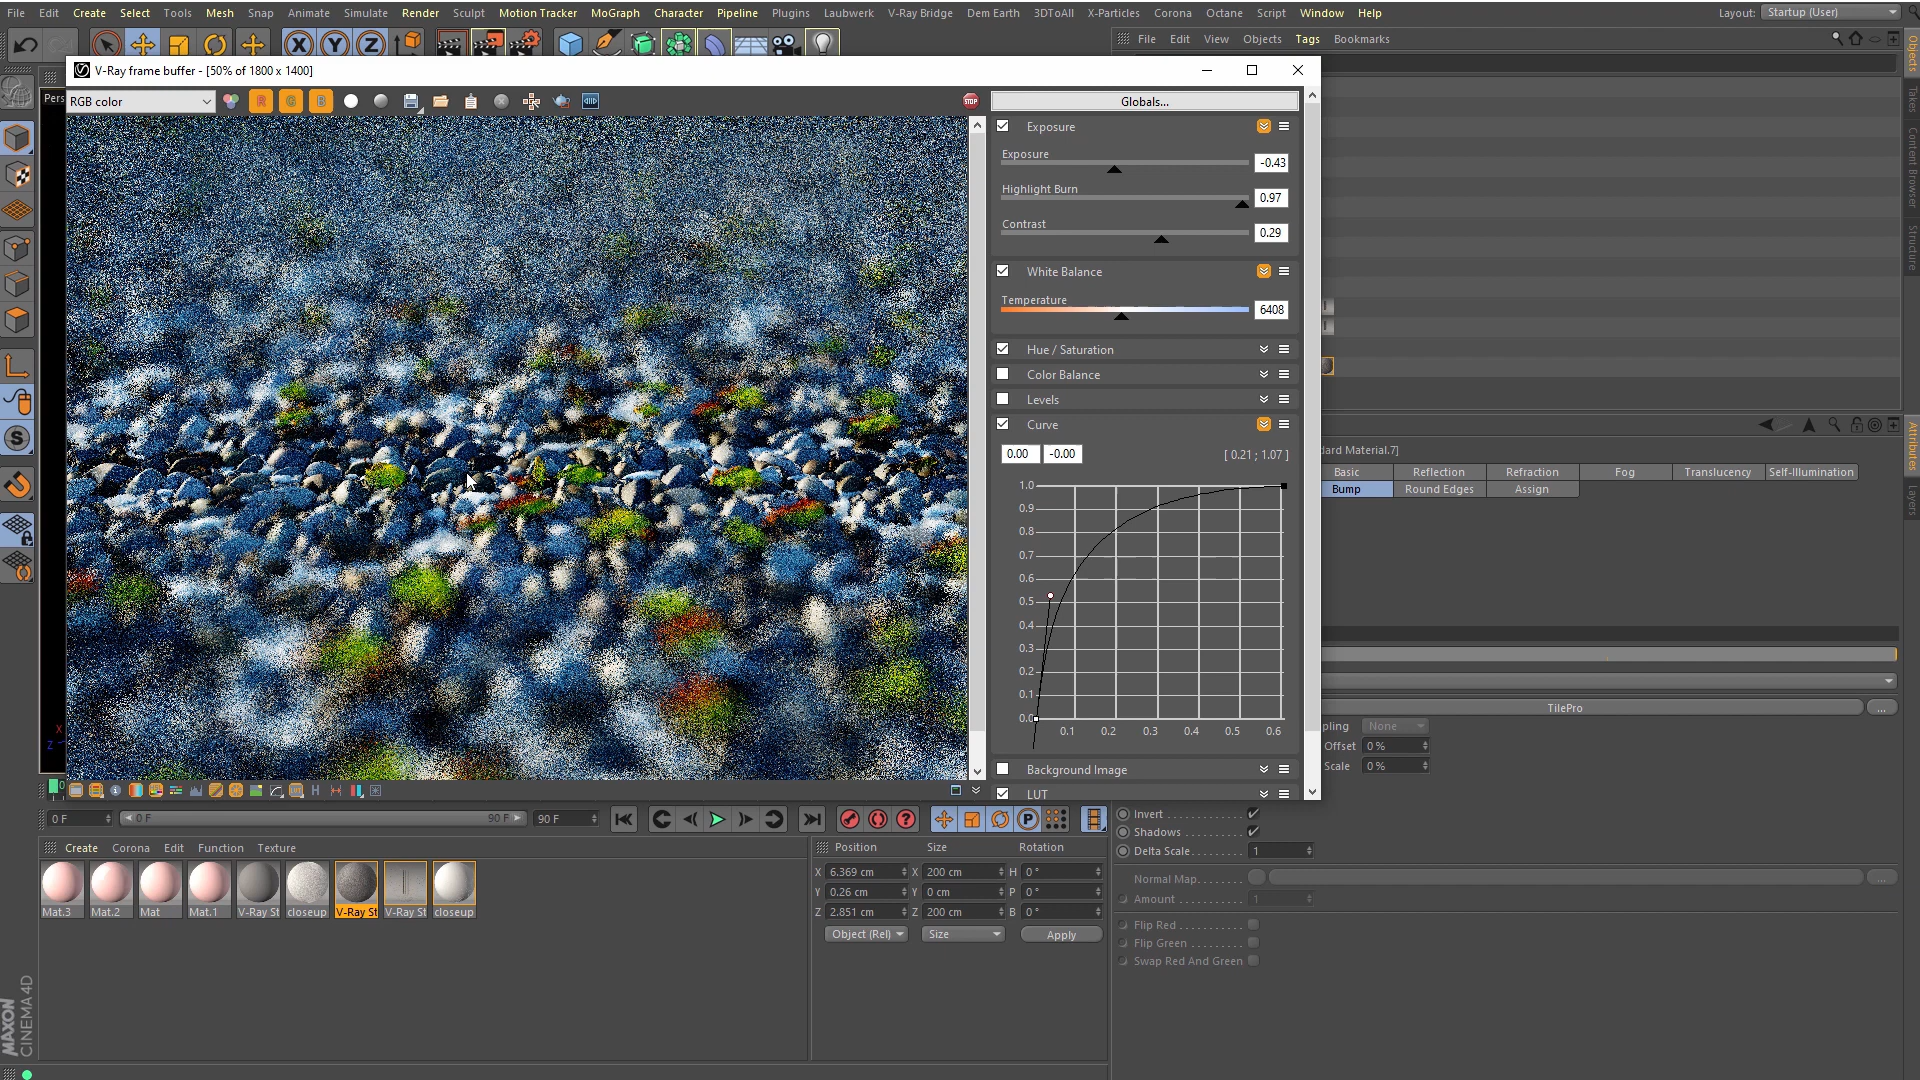 File Edit Create Select Tools Mesh Snap Animate Simulate Render Sculpt Motion Tracker MoGraph Character Pipeline Plugins Laubwerk V-Ray Bridge Dem Earth 3DToAll X-Particles Corona Octane Script Window Help
Layout: Startup (User)
X Y Z
File Edit View Objects Tags Bookmarks
V-Ray frame buffer - [50% of 1800 x 1400]
Pers
RGB color
R G B
STOP
Globals...
Exposure
Exposure
-0.43
Highlight Burn
0.97
Contrast
0.29
White Balance
Temperature
6408
Hue / Saturation
Color Balance
Levels
Curve
0.00 -0.00 [ 0.21 ; 1.07 ]
1.0
0.9
0.8
0.7
0.6
0.5
0.4
0.3
0.2
0.1
0.0
0.1 0.2 0.3 0.4 0.5 0.6
Background Image
LUT
Objects
Takes
Content Browser
Structure
Attributes
Layers
dard Material.7]
Basic Reflection Refraction Fog Translucency Self-Illumination
Bump Round Edges Assign
TilePro
...
pling None
Offset 0 %
Scale 0 %
X
Z
S
H
0
0 F 0 F 90 F 90 F
P
Invert
Shadows
Delta Scale 1
Normal Map ...
Amount 1
Flip Red
Flip Green
Swap Red And Green
Create Corona Edit Function Texture
Mat.3 Mat.2 Mat Mat.1 V-Ray St closeup V-Ray St V-Ray St closeup
Position Size Rotation
X 6.369 cm X 200 cm H 0 °
Y 0.26 cm Y 0 cm P 0 °
Z 2.851 cm Z 200 cm B 0 °
Object (Rel) Size Apply
MAXON
CINEMA 4D